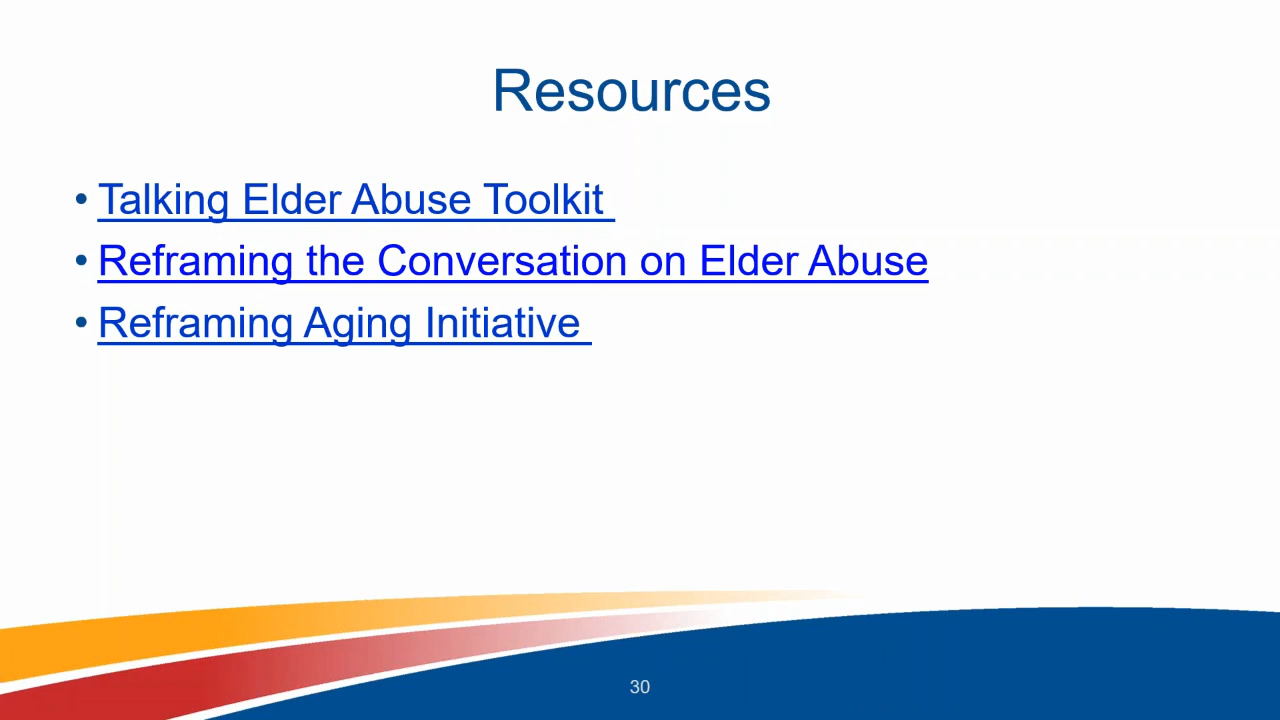 Resources
• Talking Elder Abuse Toolkit
• Reframing the Conversation on Elder Abuse
• Reframing Aging Initiative
30